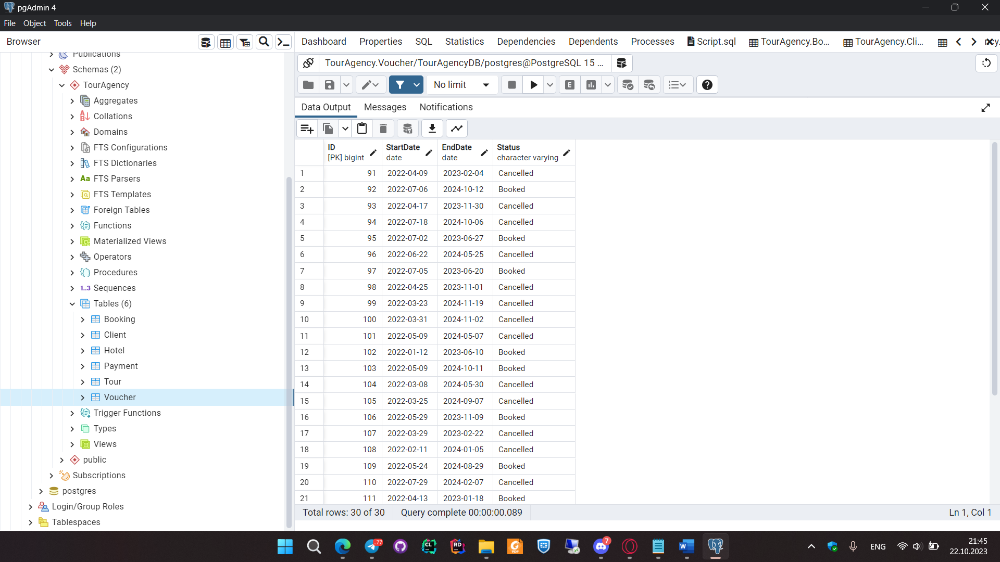 pgAdmin 4
File Object Tools Help
Browser
Dashboard Properties SQL Statistics Dependencies Dependents Processes Script.sql TourAgency.Bo... TourAgency.Cli...
TourAgency.Voucher/TourAgencyDB/postgres@PostgreSQL 15 ...
No limit
E
Data Output Messages Notifications
Publications
Schemas (2)
TourAgency
Aggregates
Collations
Domains
FTS Configurations
FTS Dictionaries
Aa FTS Parsers
FTS Templates
Foreign Tables
Functions
Materialized Views
Operators
Procedures
1..3 Sequences
Tables (6)
Booking
Client
Hotel
Payment
Tour
Voucher
Trigger Functions
Types
Views
public
Subscriptions
postgres
Login/Group Roles
Tablespaces
ID StartDate EndDate Status
[PK] bigint date date character varying
1 91 2022-04-09 2023-02-04 Cancelled
2 92 2022-07-06 2024-10-12 Booked
3 93 2022-04-17 2023-11-30 Cancelled
4 94 2022-07-18 2024-10-06 Cancelled
5 95 2022-07-02 2023-06-27 Booked
6 96 2022-06-22 2024-05-25 Cancelled
7 97 2022-07-05 2023-06-20 Booked
8 98 2022-04-25 2023-11-01 Cancelled
9 99 2022-03-23 2024-11-19 Cancelled
10 100 2022-03-31 2024-11-02 Cancelled
11 101 2022-05-09 2024-05-07 Cancelled
12 102 2022-01-12 2023-06-10 Booked
13 103 2022-05-09 2024-10-11 Booked
14 104 2022-03-08 2024-05-30 Cancelled
15 105 2022-03-25 2024-09-07 Cancelled
16 106 2022-05-29 2023-11-09 Booked
17 107 2022-03-29 2023-02-22 Cancelled
18 108 2022-02-11 2024-01-05 Cancelled
19 109 2022-05-24 2024-08-29 Booked
20 110 2022-07-29 2024-02-07 Cancelled
21 111 2022-04-13 2023-01-18 Booked
Total rows: 30 of 30 Query complete 00:00:00.089 Ln 1, Col 1
..77 CL RD PDF 7 W ENG
21:45
22.10.2023